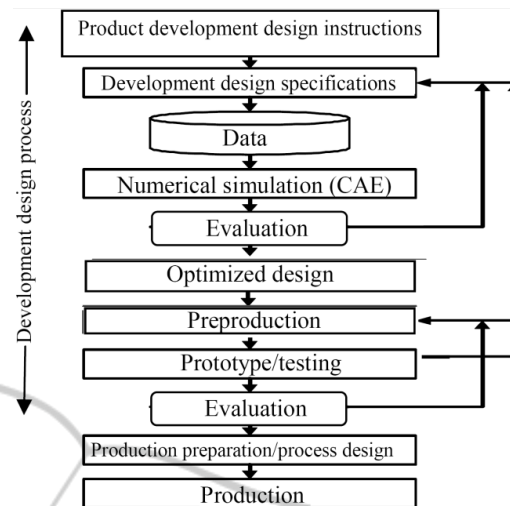 Product development design instructions
Development design specifications
Data
Numerical simulation (CAE)
Evaluation
Optimized design
Preproduction
Prototype/testing
Evaluation
Production preparation/process design
Production
Development design process